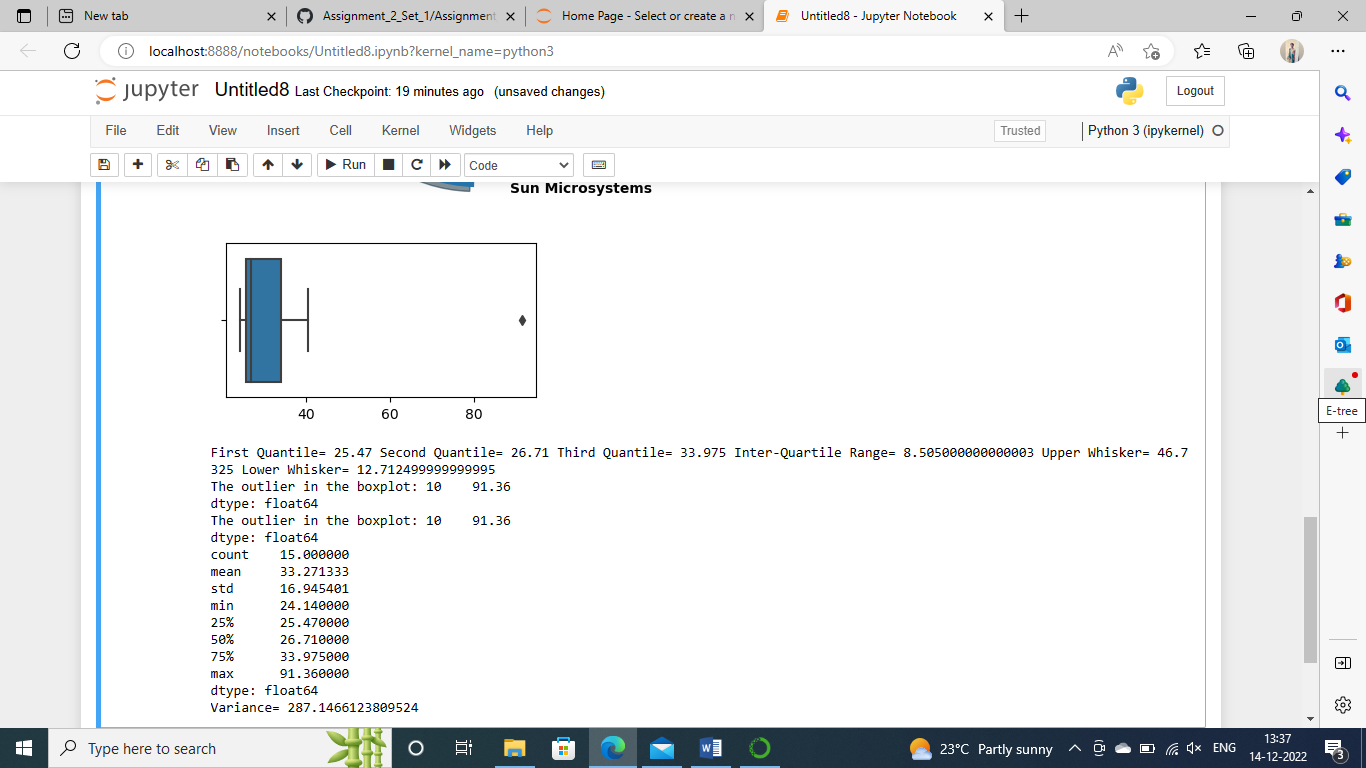 New tab
Assignment_2_Set_1/Assignment
Home Page - Select or create a n
Untitled8 - Jupyter Notebook
localhost:8888/notebooks/Untitled8.ipynb?kernel_name=python3
jupyter Untitled8 Last Checkpoint: 19 minutes ago (unsaved changes)
Logout
File Edit View Insert Cell Kernel Widgets Help
Trusted
Python 3 (ipykernel)
Run
Code
Sun Microsystems
40 60 80
First Quantile= 25.47 Second Quantile= 26.71 Third Quantile= 33.975 Inter-Quartile Range= 8.505000000000003 Upper Whisker= 46.7
325 Lower Whisker= 12.712499999999995
The outlier in the boxplot: 10 91.36
dtype: float64
The outlier in the boxplot: 10 91.36
dtype: float64
count 15.000000
mean 33.271333
std 16.945401
min 24.140000
25% 25.470000
50% 26.710000
75% 33.975000
max 91.360000
dtype: float64
Variance= 287.1466123809524
E-tree
Type here to search
23°C Partly sunny
ENG
13:37
14-12-2022
3